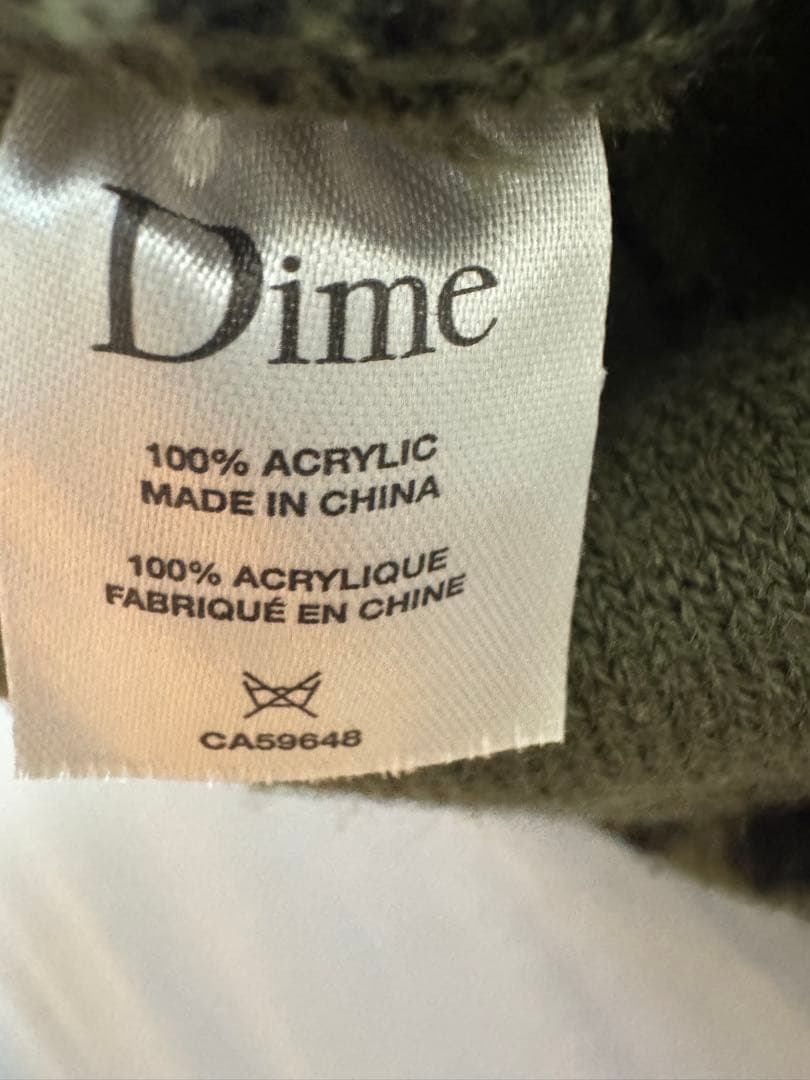 Dime
100% ACRYLIC
MADE IN CHINA
100% ACRYLIQUE
FABRIQUÉ EN CHINE
CA59648